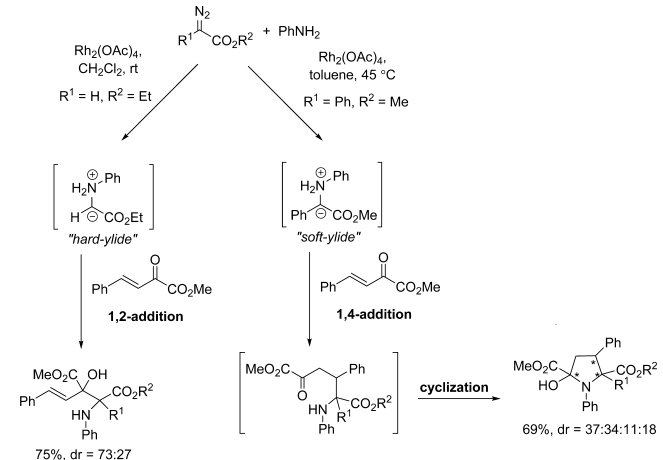 N₂
R¹ CO₂R² + PhNH₂
Rh₂(OAc)₄,
CH₂Cl₂, rt
R¹ = H, R² = Et
Rh₂(OAc)₄,
toluene, 45 °C
R¹ = Ph, R² = Me
⊕ Ph
H₂N
H ⊖ CO₂Et
"hard-ylide"
⊕ Ph
H₂N
Ph ⊖ CO₂Me
"soft-ylide"
O
Ph CO₂Me
1,2-addition
O
Ph CO₂Me
1,4-addition
MeO₂C OH
Ph CO₂R²
HN R¹
Ph
75%, dr = 73:27
MeO₂C Ph
O CO₂R²
HN R¹
Ph
cyclization
Ph
MeO₂C * * CO₂R²
HO N R¹
Ph
69%, dr = 37:34:11:18